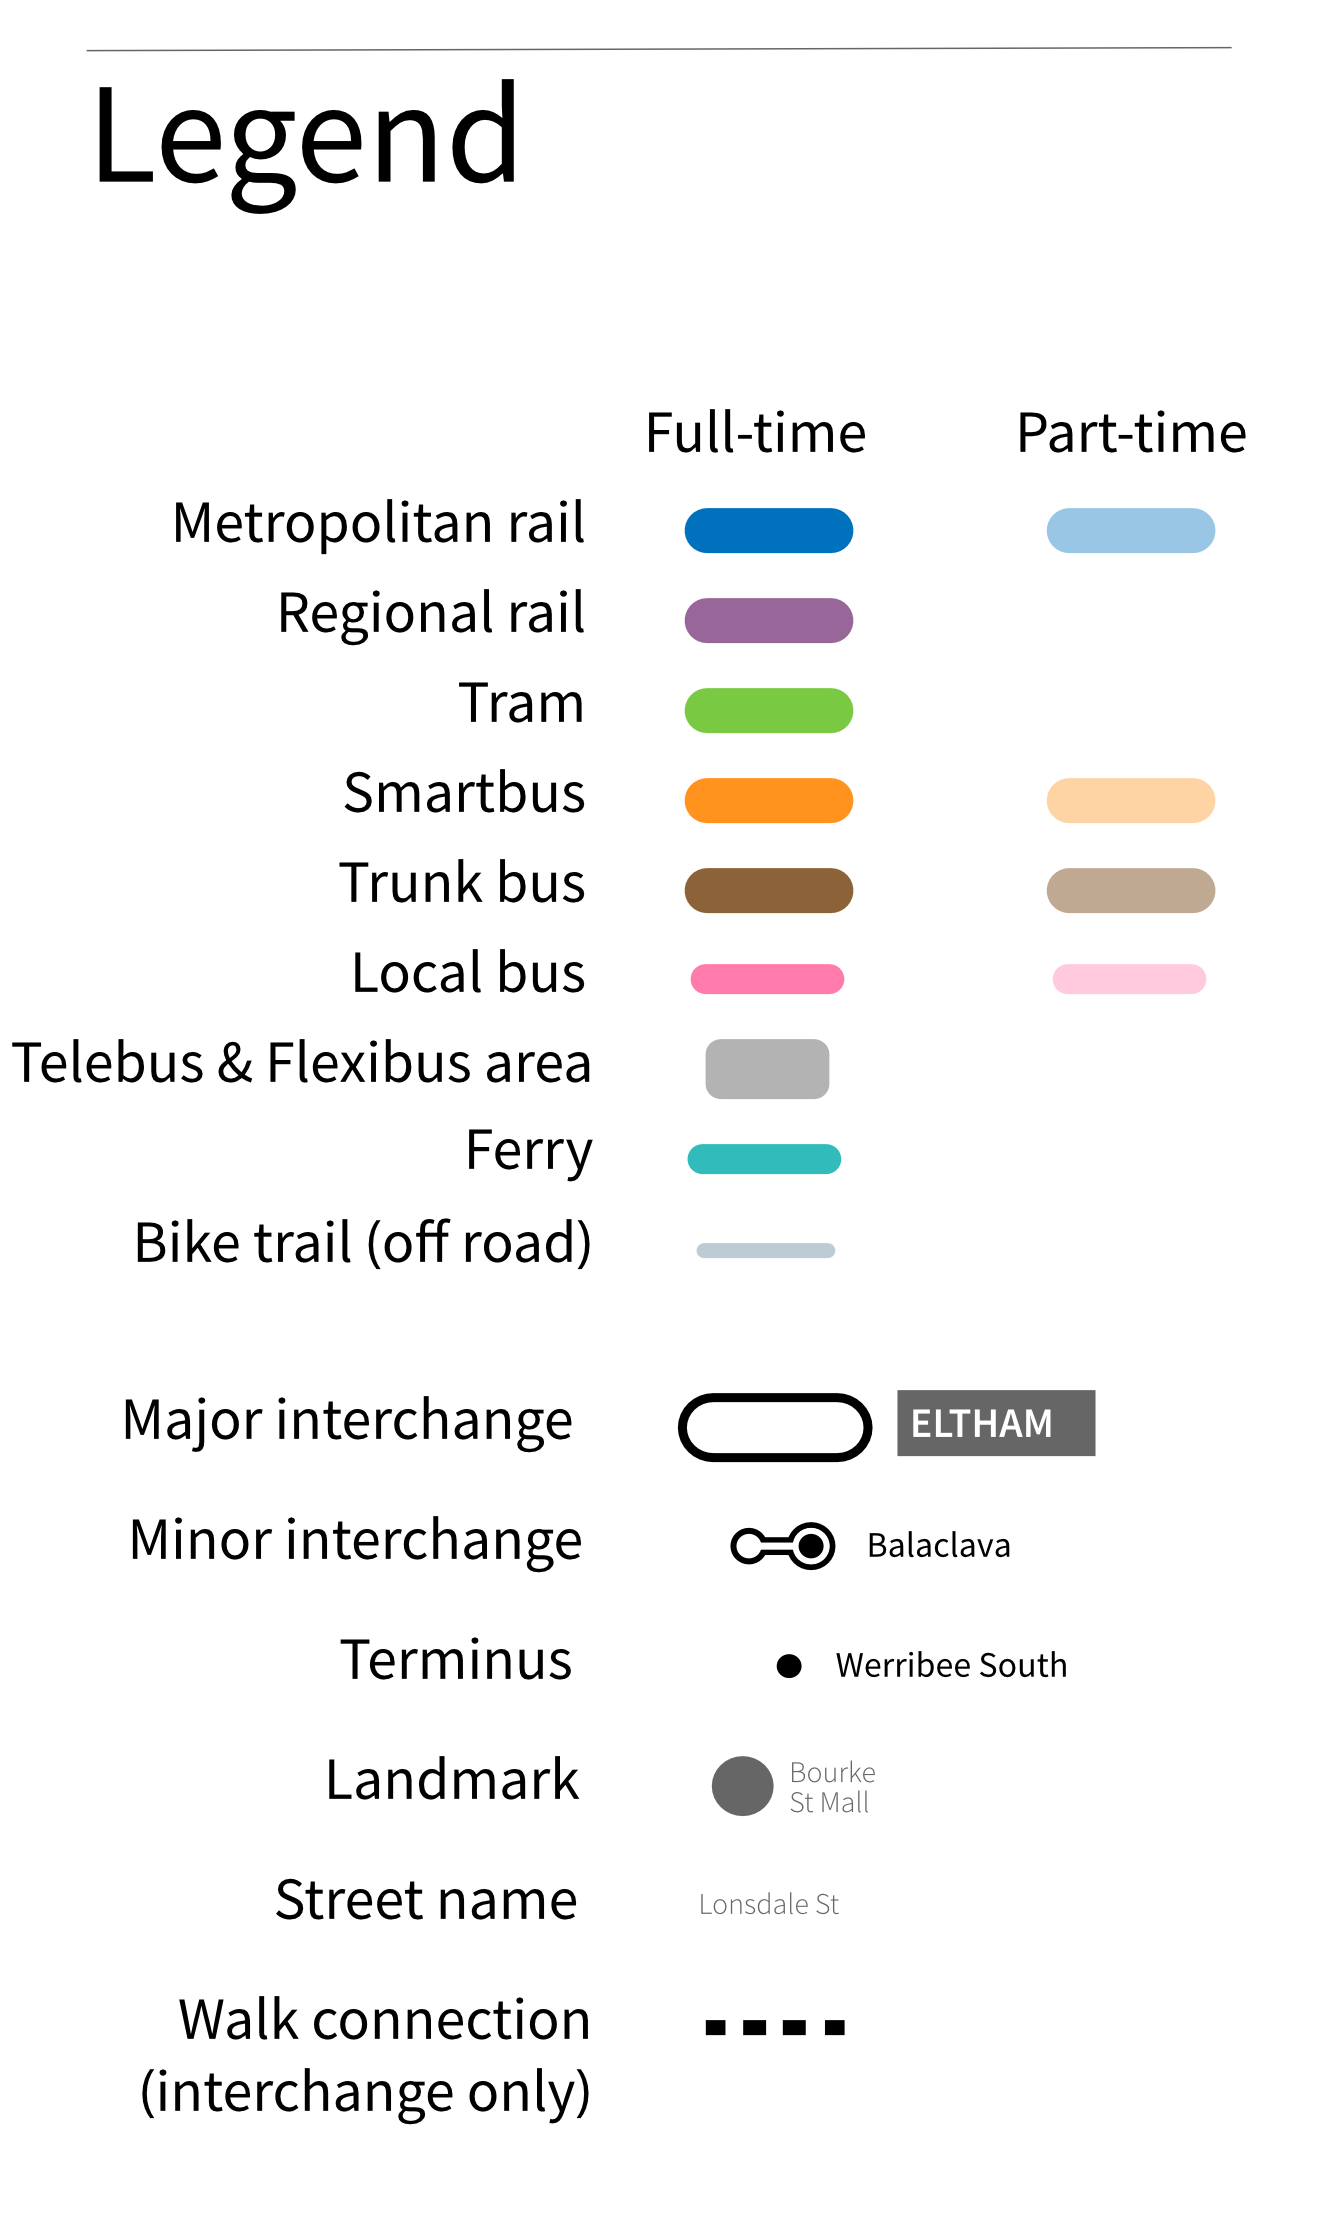 Legend
Full-time Part-time
Metropolitan rail
Regional rail
Tram
Smartbus
Trunk bus
Local bus
Telebus & Flexibus area
Ferry
Bike trail (off road)
Major interchange ELTHAM
Minor interchange Balaclava
Terminus Werribee South
Landmark Bourke
St Mall
Street name Lonsdale St
Walk connection
(interchange only)